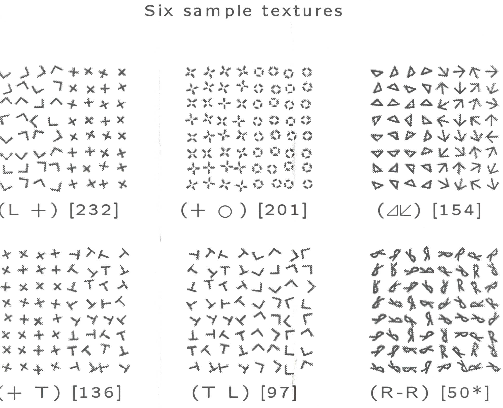 Six sample textures
(L +) [232] (+ ○) [201] (◿↙) [154]
(+ T) [136] (T L) [97] (R-R) [50*]